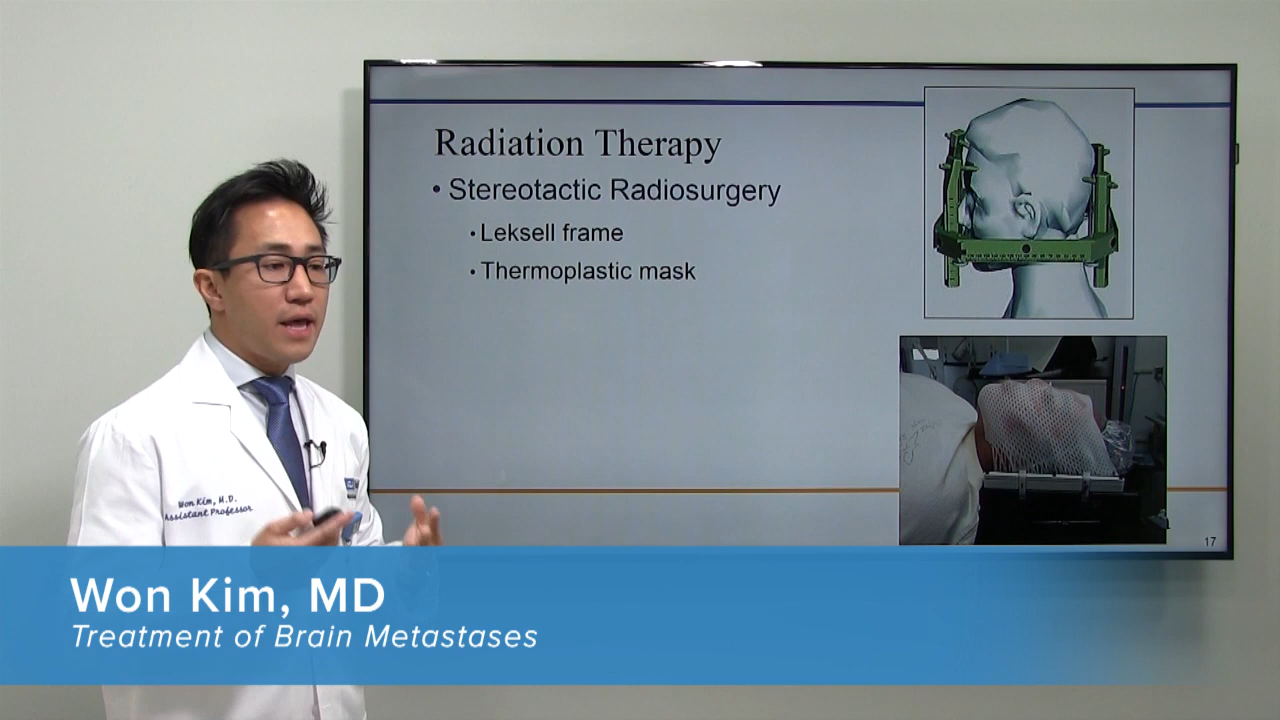 Radiation Therapy
• Stereotactic Radiosurgery
• Leksell frame
• Thermoplastic mask
17
Won Kim, M.D.
Assistant Professor
Won Kim, MD
Treatment of Brain Metastases